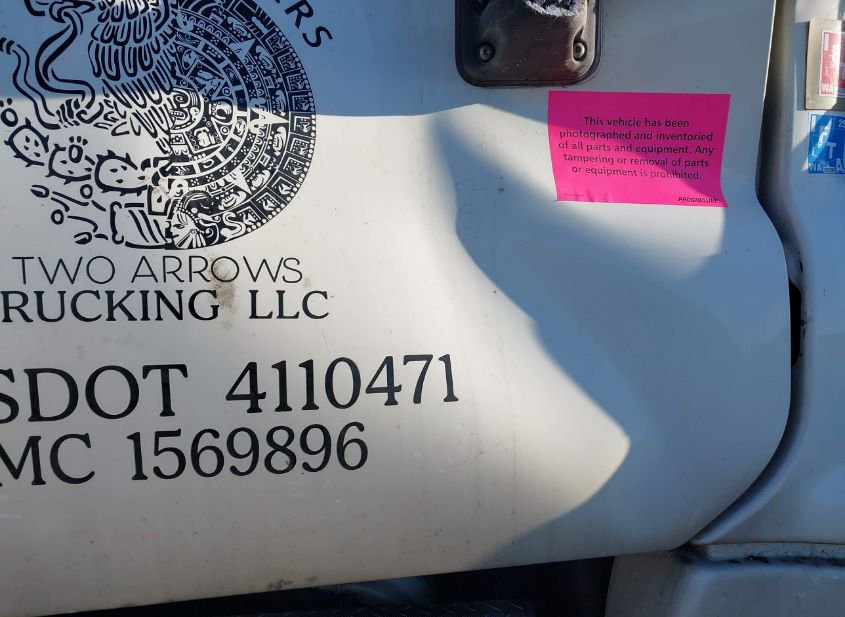 ERS
TWO ARROWS
RUCKING LLC
SDOT 4110471
MC 1569896
This vehicle has been
photographed and inventoried
of all parts and equipment. Any
tampering or removal of parts
or equipment is prohibited.
PROGRESSIVE